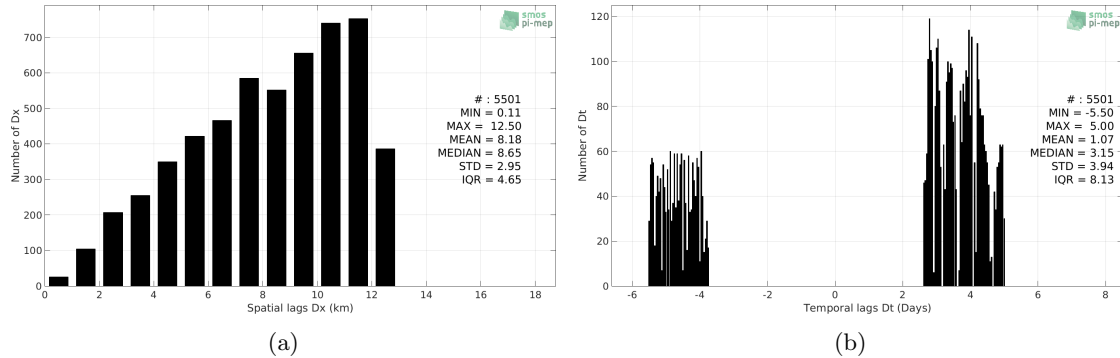 smos
pi-mep
Number of Dx
700
600
500
400
300
200
100
0
# : 5501
MIN = 0.11
MAX = 12.50
MEAN = 8.18
MEDIAN = 8.65
STD = 2.95
IQR = 4.65
0 2 4 6 8 10 12 14 16 18
Spatial lags Dx (km)
(a)
smos
pi-mep
Number of Dt
120
100
80
60
40
20
0
# : 5501
MIN = -5.50
MAX = 5.00
MEAN = 1.07
MEDIAN = 3.15
STD = 3.94
IQR = 8.13
-6 -4 -2 0 2 4 6 8
Temporal lags Dt (Days)
(b)